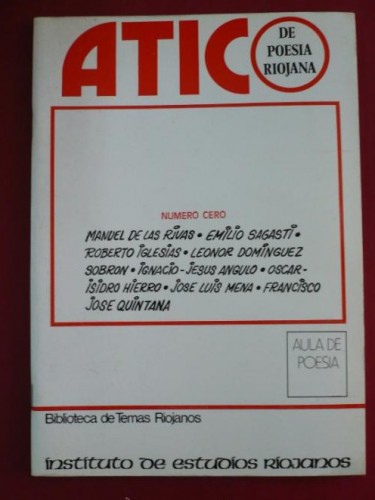 ATICO
DE
POESIA
RIOJANA
NUMERO CERO
MANUEL DE LAS RIVAS • EMILIO SAGASTI •
ROBERTO IGLESIAS • LEONOR DOMINGUEZ
SOBRON • IGNACIO-JESUS ANGULO • OSCAR-
ISIDRO HIERRO • JOSE LUIS MENA • FRANCISCO
JOSE QUINTANA
AULA DE
POESIA
Biblioteca de Temas Riojanos
instituto de estudios riojanos